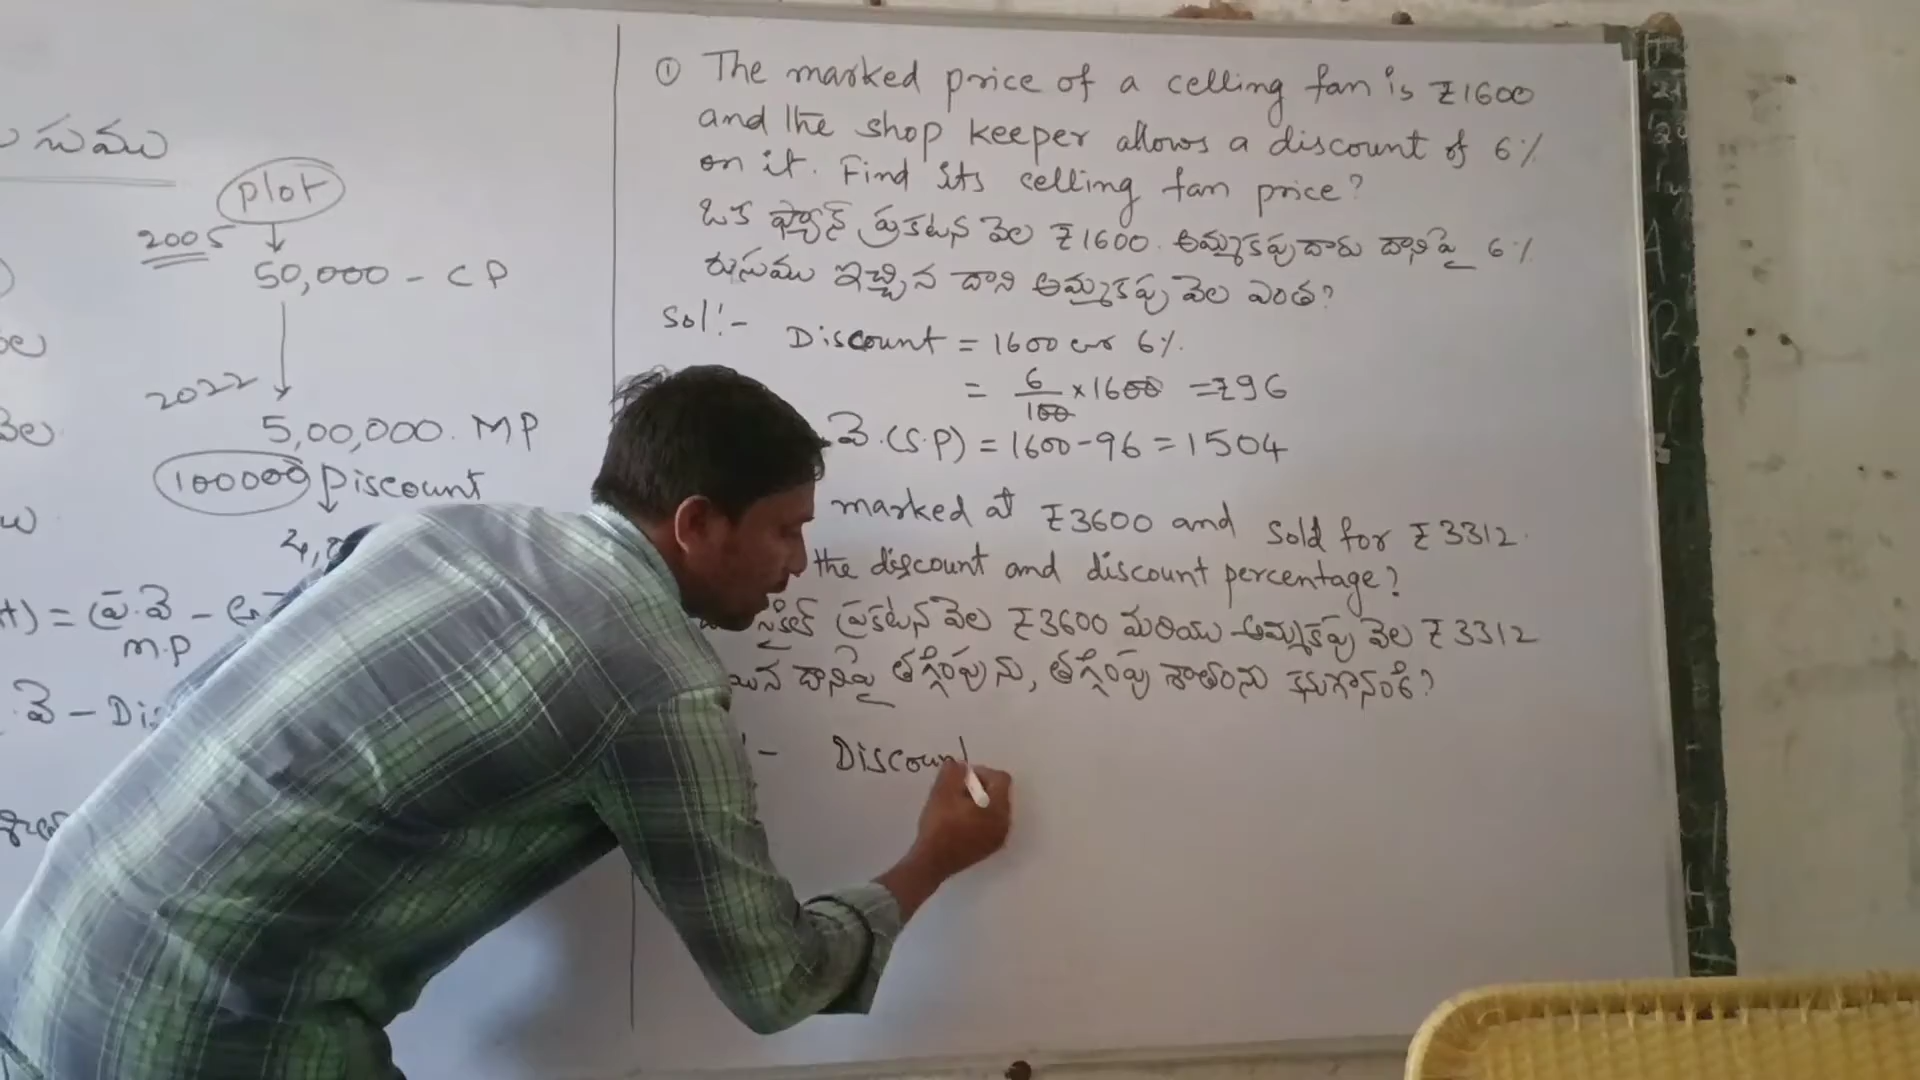 సుము
plot
2005
50,000 - CP
2022
5,00,000. MP
100000 Discount
= ప్ర.వె -
m.p
వె - Dis
① The marked price of a celling fan is ₹1600
and the shop keeper allows a discount of 6%
on it. Find its celling fan price?
ఒక ఫ్యాన్ ప్రకటన వెల ₹1600. అమ్మకపుదారు దానిపై 6%
రుసుము ఇచ్చిన దాని అమ్మకపు వెల ఎంత?
Sol:- Discount = 1600 లో 6%.
= 6/100 × 1600 = ₹96
వె.(S.P) = 1600-96 = 1504
marked at ₹3600 and sold for ₹3312.
the discount and discount percentage?
సైకిల్ ప్రకటన వెల ₹3600 మరియు అమ్మకపు వెల ₹3312
దానిపై తగ్గింపును, తగ్గింపు శాతంను కనుగొనండి?
- Discount